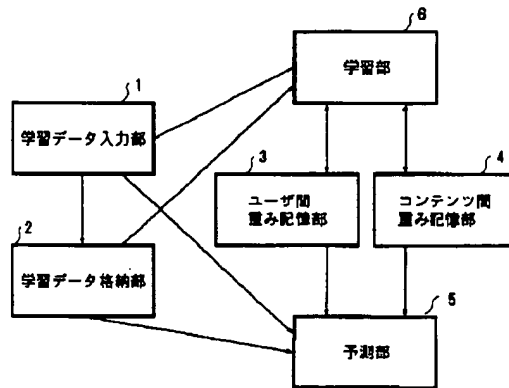 6
学習部
1
学習データ入力部
3
ユーザ間
重み記憶部
4
コンテンツ間
重み記憶部
2
学習データ格納部
5
予測部